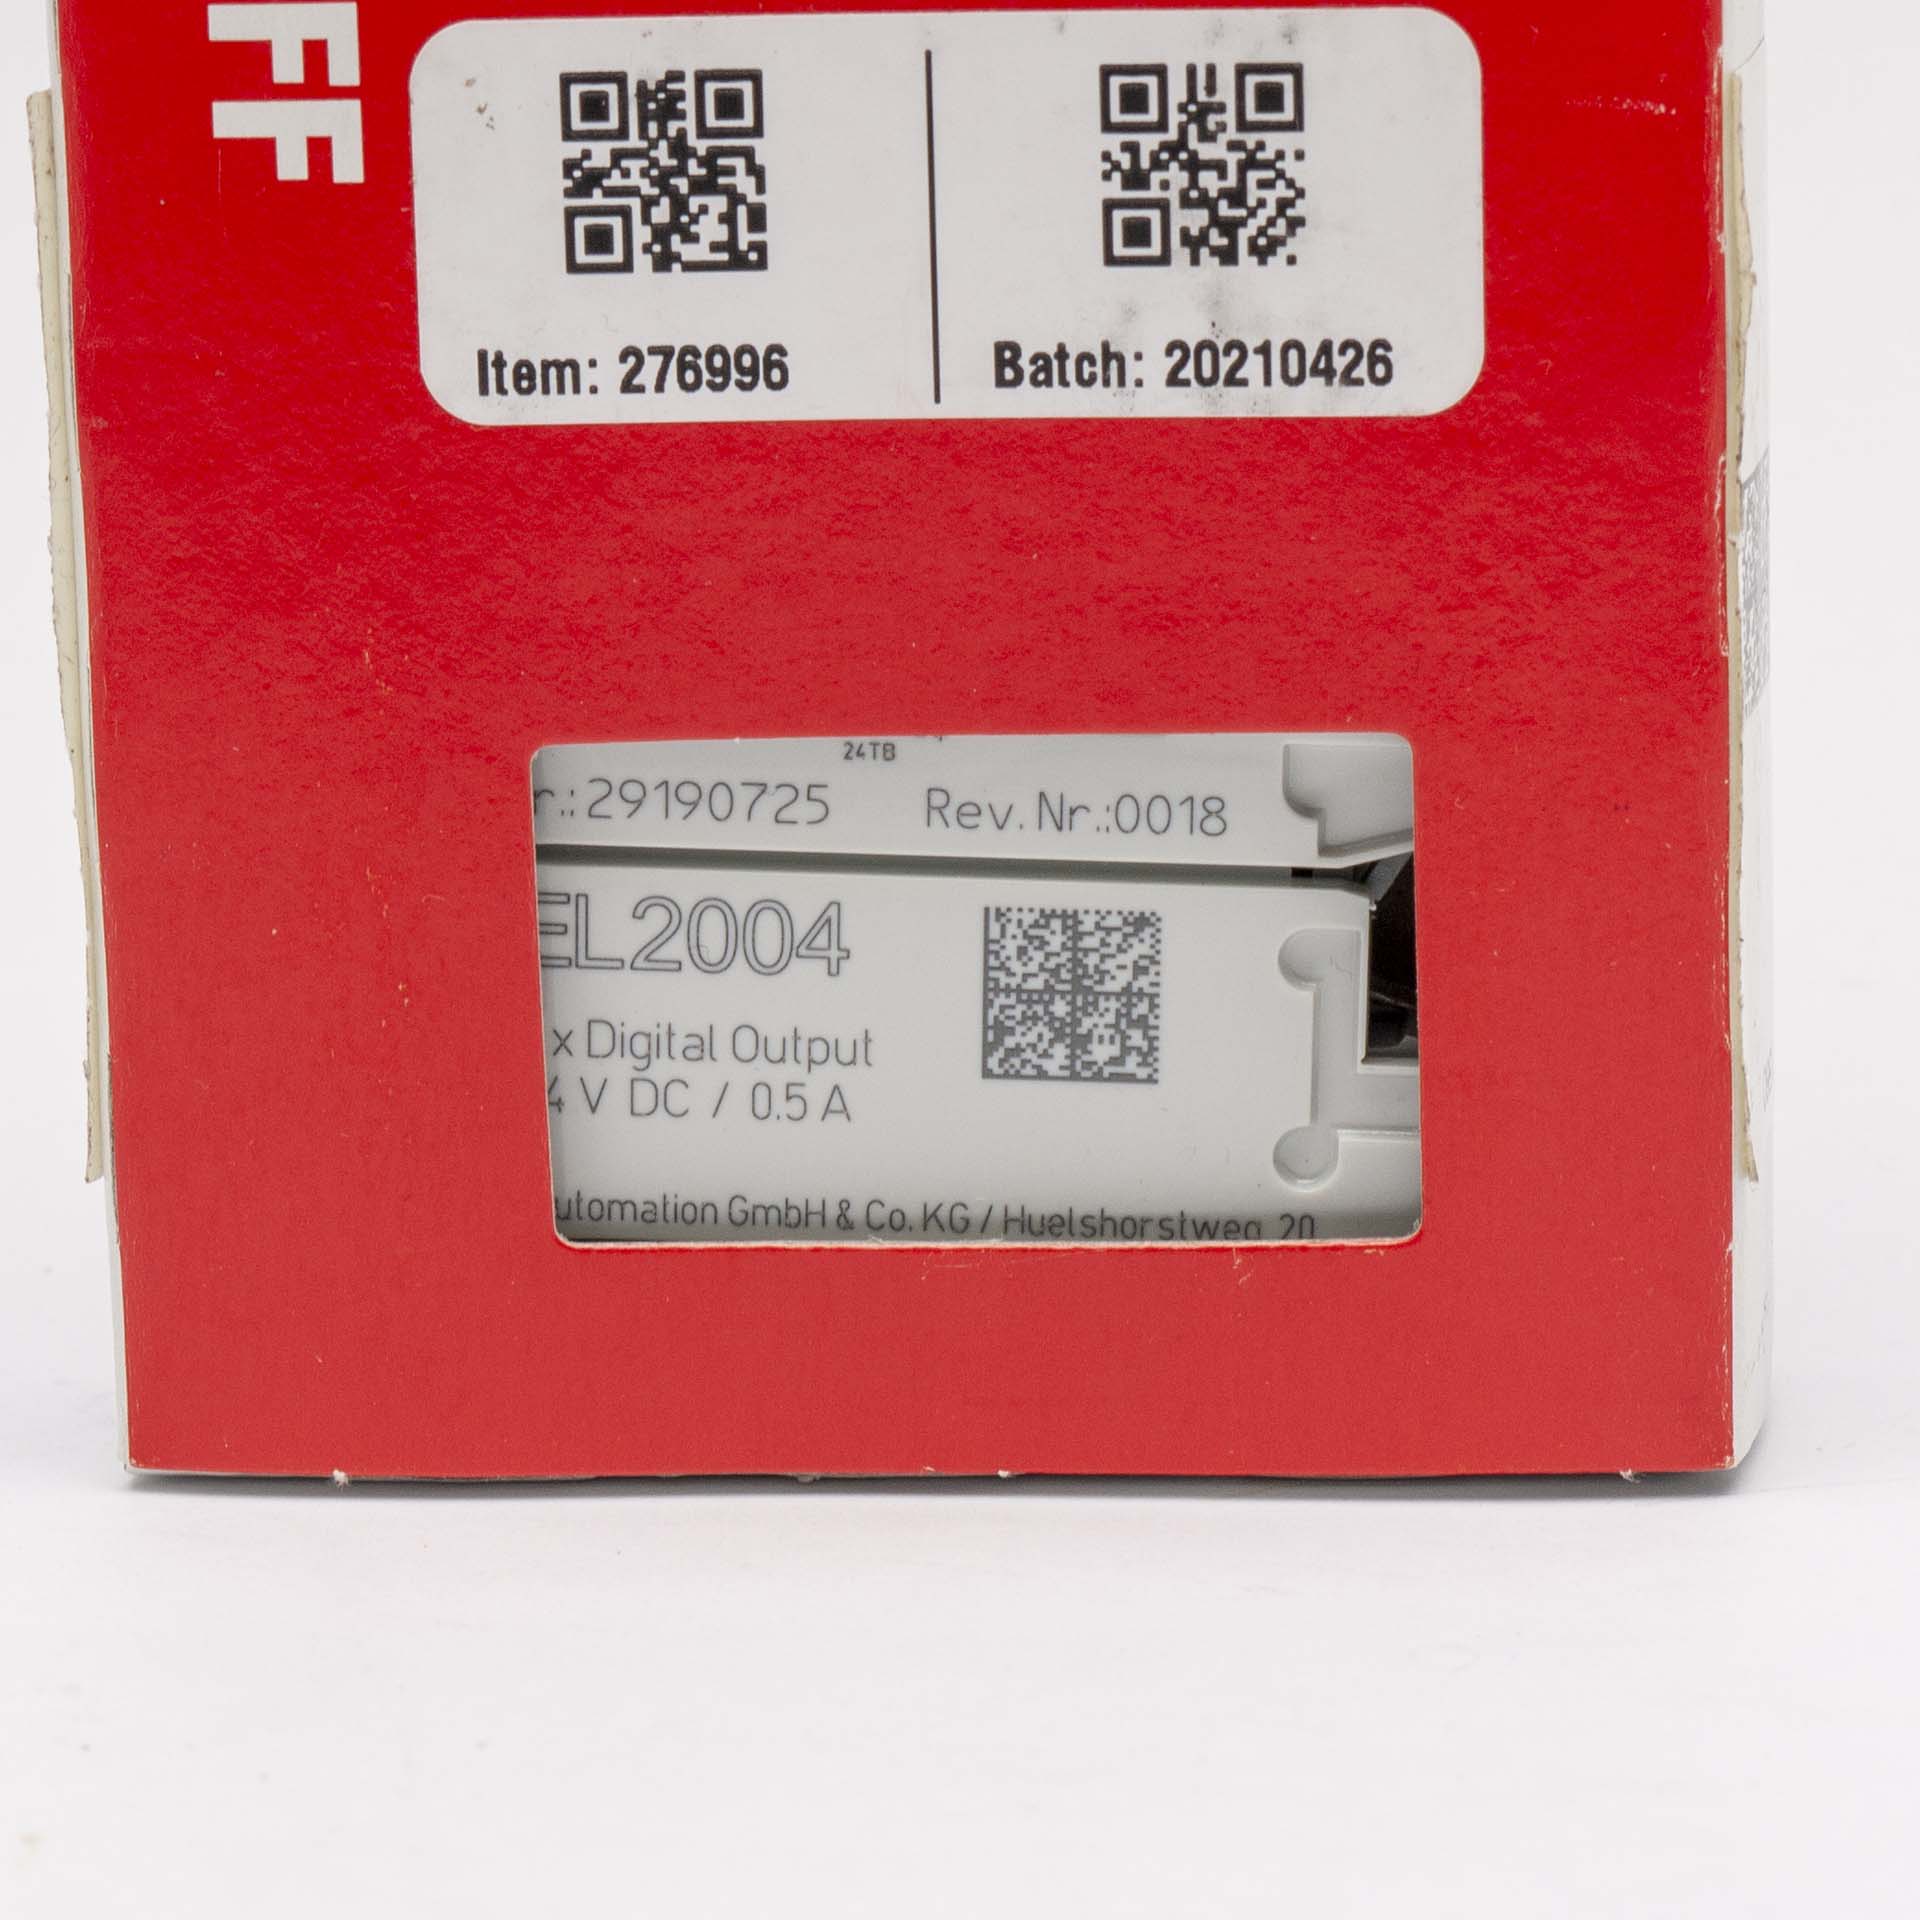 FF
Item: 276996
Batch: 20210426
24TB
r.:29190725 Rev.Nr.:0018
EL2004
x Digital Output
4 V DC / 0.5 A
utomation GmbH & Co. KG / Huelshorstweg 20